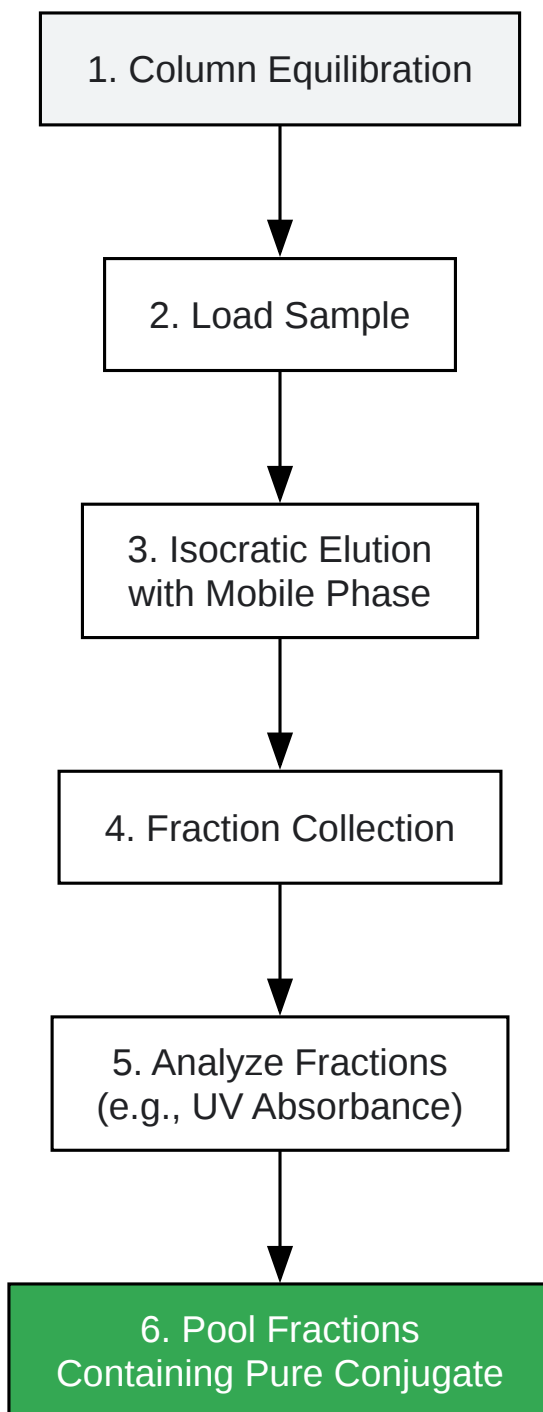 1. Column Equilibration
2. Load Sample
3. Isocratic Elution
with Mobile Phase
4. Fraction Collection
5. Analyze Fractions
(e.g., UV Absorbance)
6. Pool Fractions
Containing Pure Conjugate